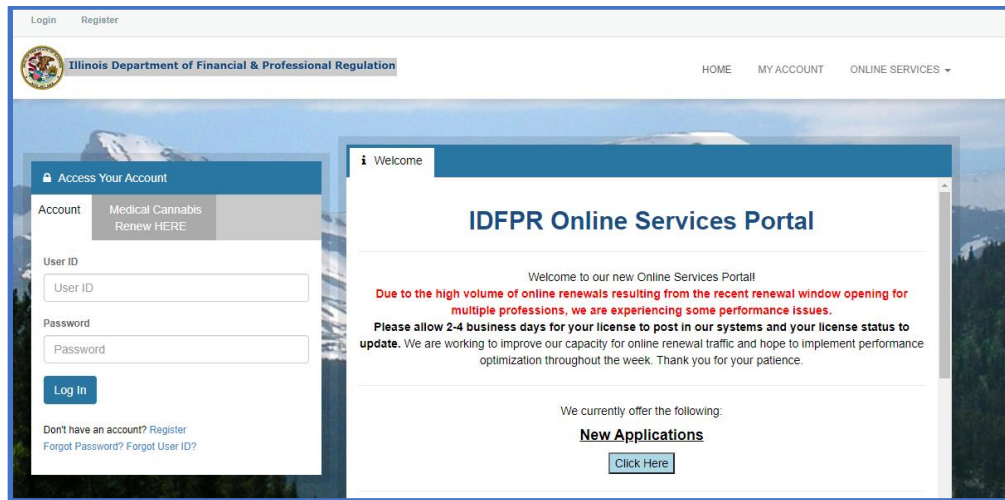 Login Register
Illinois Department of Financial & Professional Regulation
HOME MY ACCOUNT ONLINE SERVICES
Access Your Account
Account
Medical Cannabis
Renew HERE
User ID
User ID
Password
Password
Log In
Don't have an account? Register
Forgot Password? Forgot User ID?
i Welcome
IDFPR Online Services Portal
Welcome to our new Online Services Portal!
Due to the high volume of online renewals resulting from the recent renewal window opening for
multiple professions, we are experiencing some performance issues.
Please allow 2-4 business days for your license to post in our systems and your license status to
update. We are working to improve our capacity for online renewal traffic and hope to implement performance
optimization throughout the week. Thank you for your patience.
We currently offer the following:
New Applications
Click Here